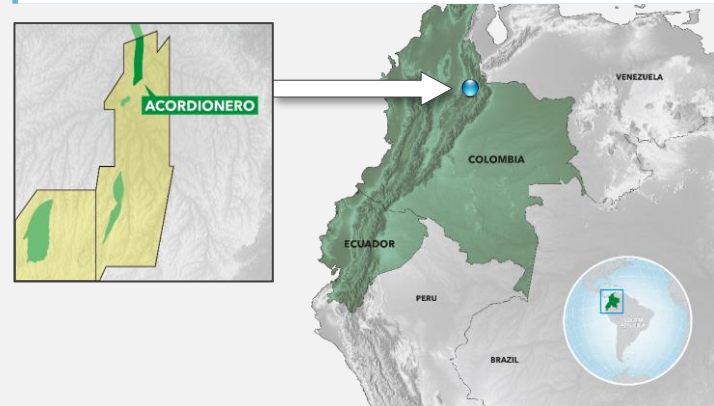 ACORDIONERO
VENEZUELA
COLOMBIA
ECUADOR
PERU
BRAZIL